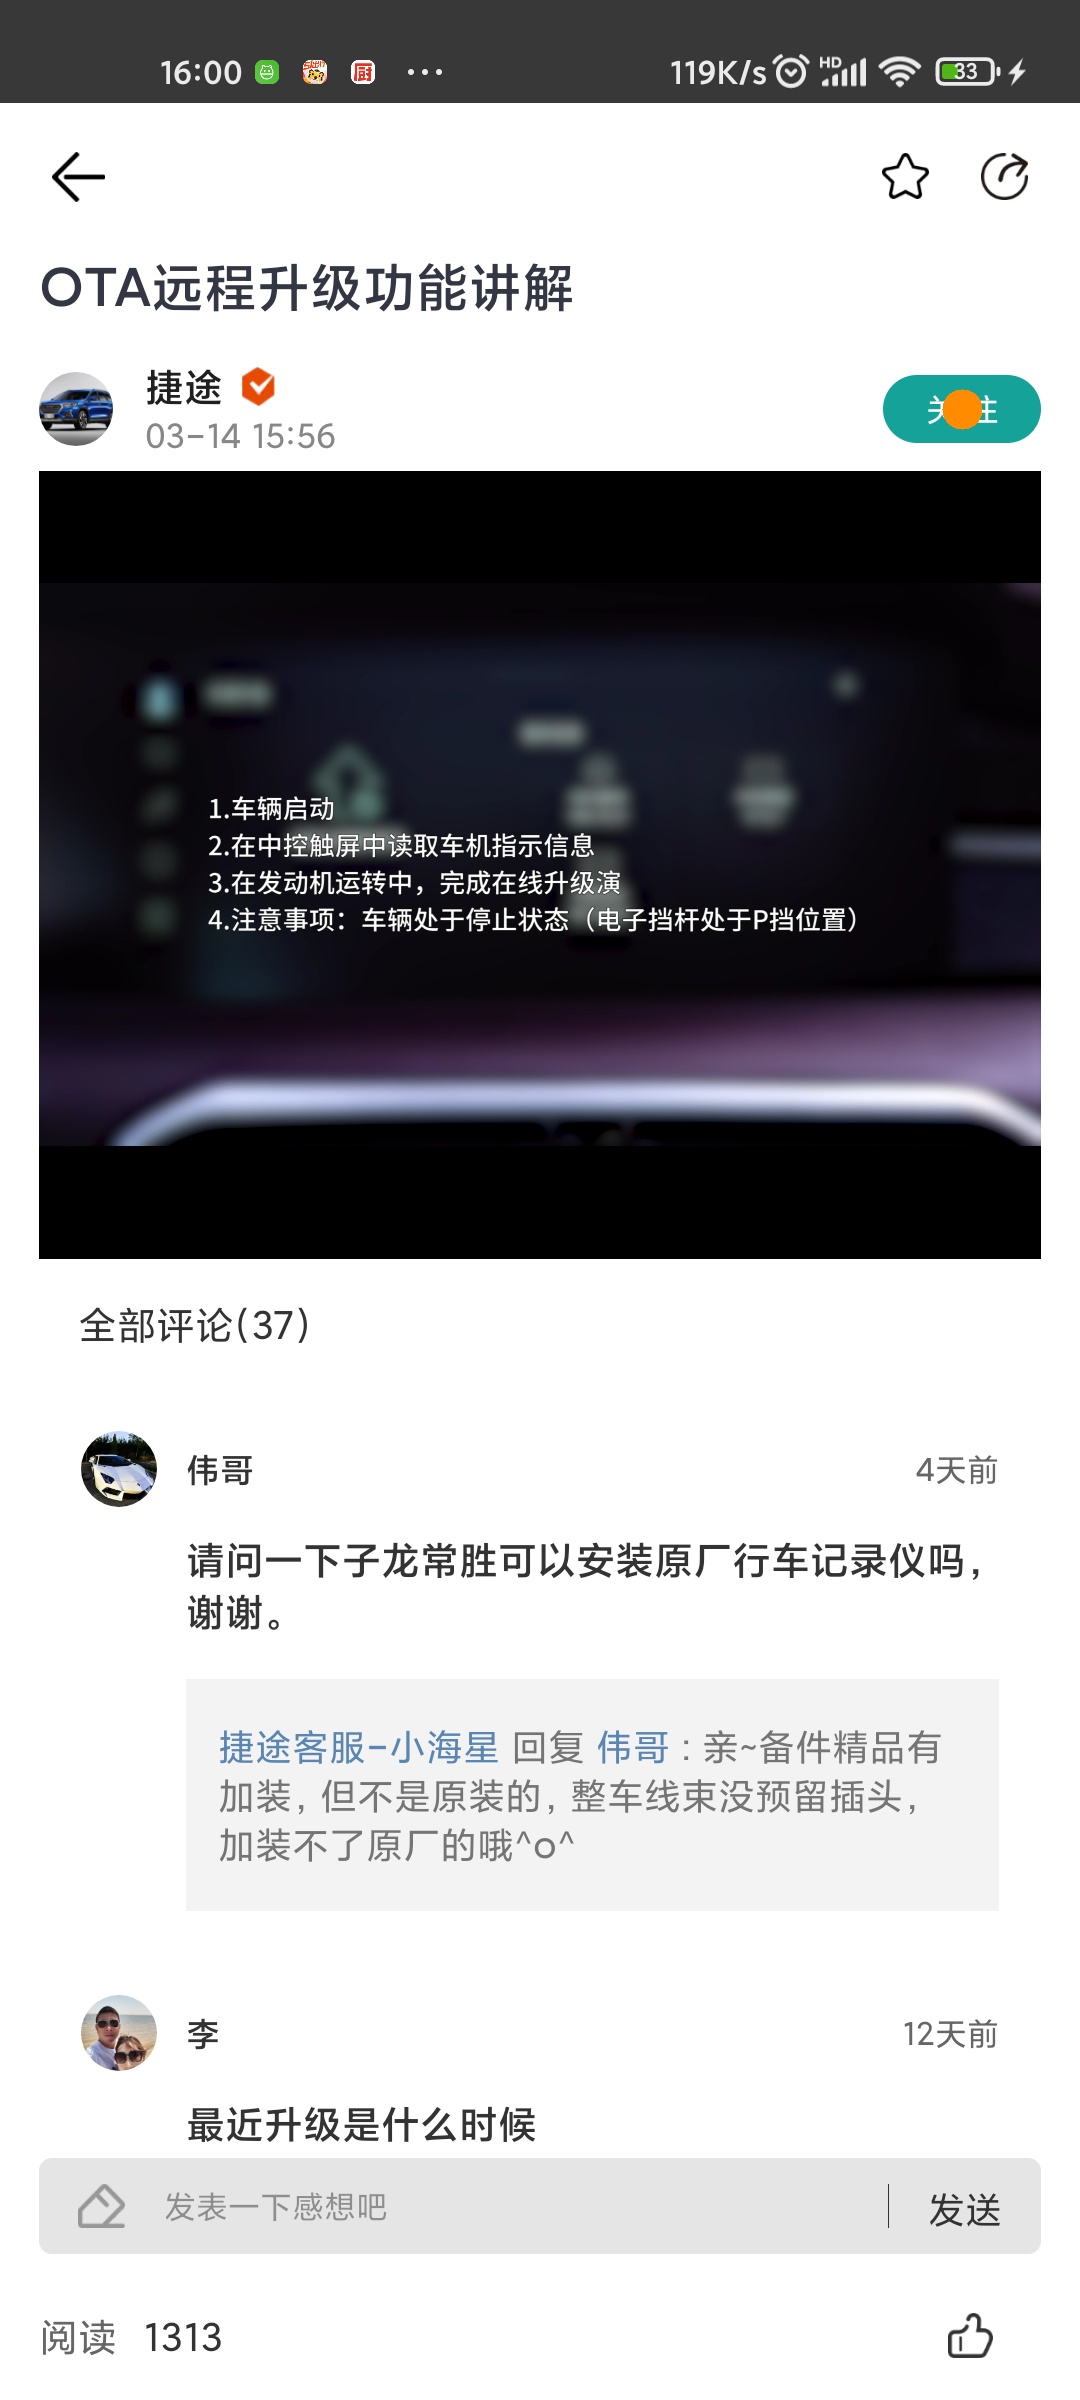 16:00
119K/s
HD
33
OTA远程升级功能讲解
捷途
03-14 15:56
关注
1.车辆启动
2.在中控触屏中读取车机指示信息
3.在发动机运转中，完成在线升级演
4.注意事项：车辆处于停止状态（电子挡杆处于P挡位置）
全部评论(37)
伟哥
4天前
请问一下子龙常胜可以安装原厂行车记录仪吗，
谢谢。
捷途客服-小海星 回复 伟哥 : 亲~备件精品有
加装，但不是原装的，整车线束没预留插头，
加装不了原厂的哦^o^
李
12天前
最近升级是什么时候
发表一下感想吧
发送
阅读 1313